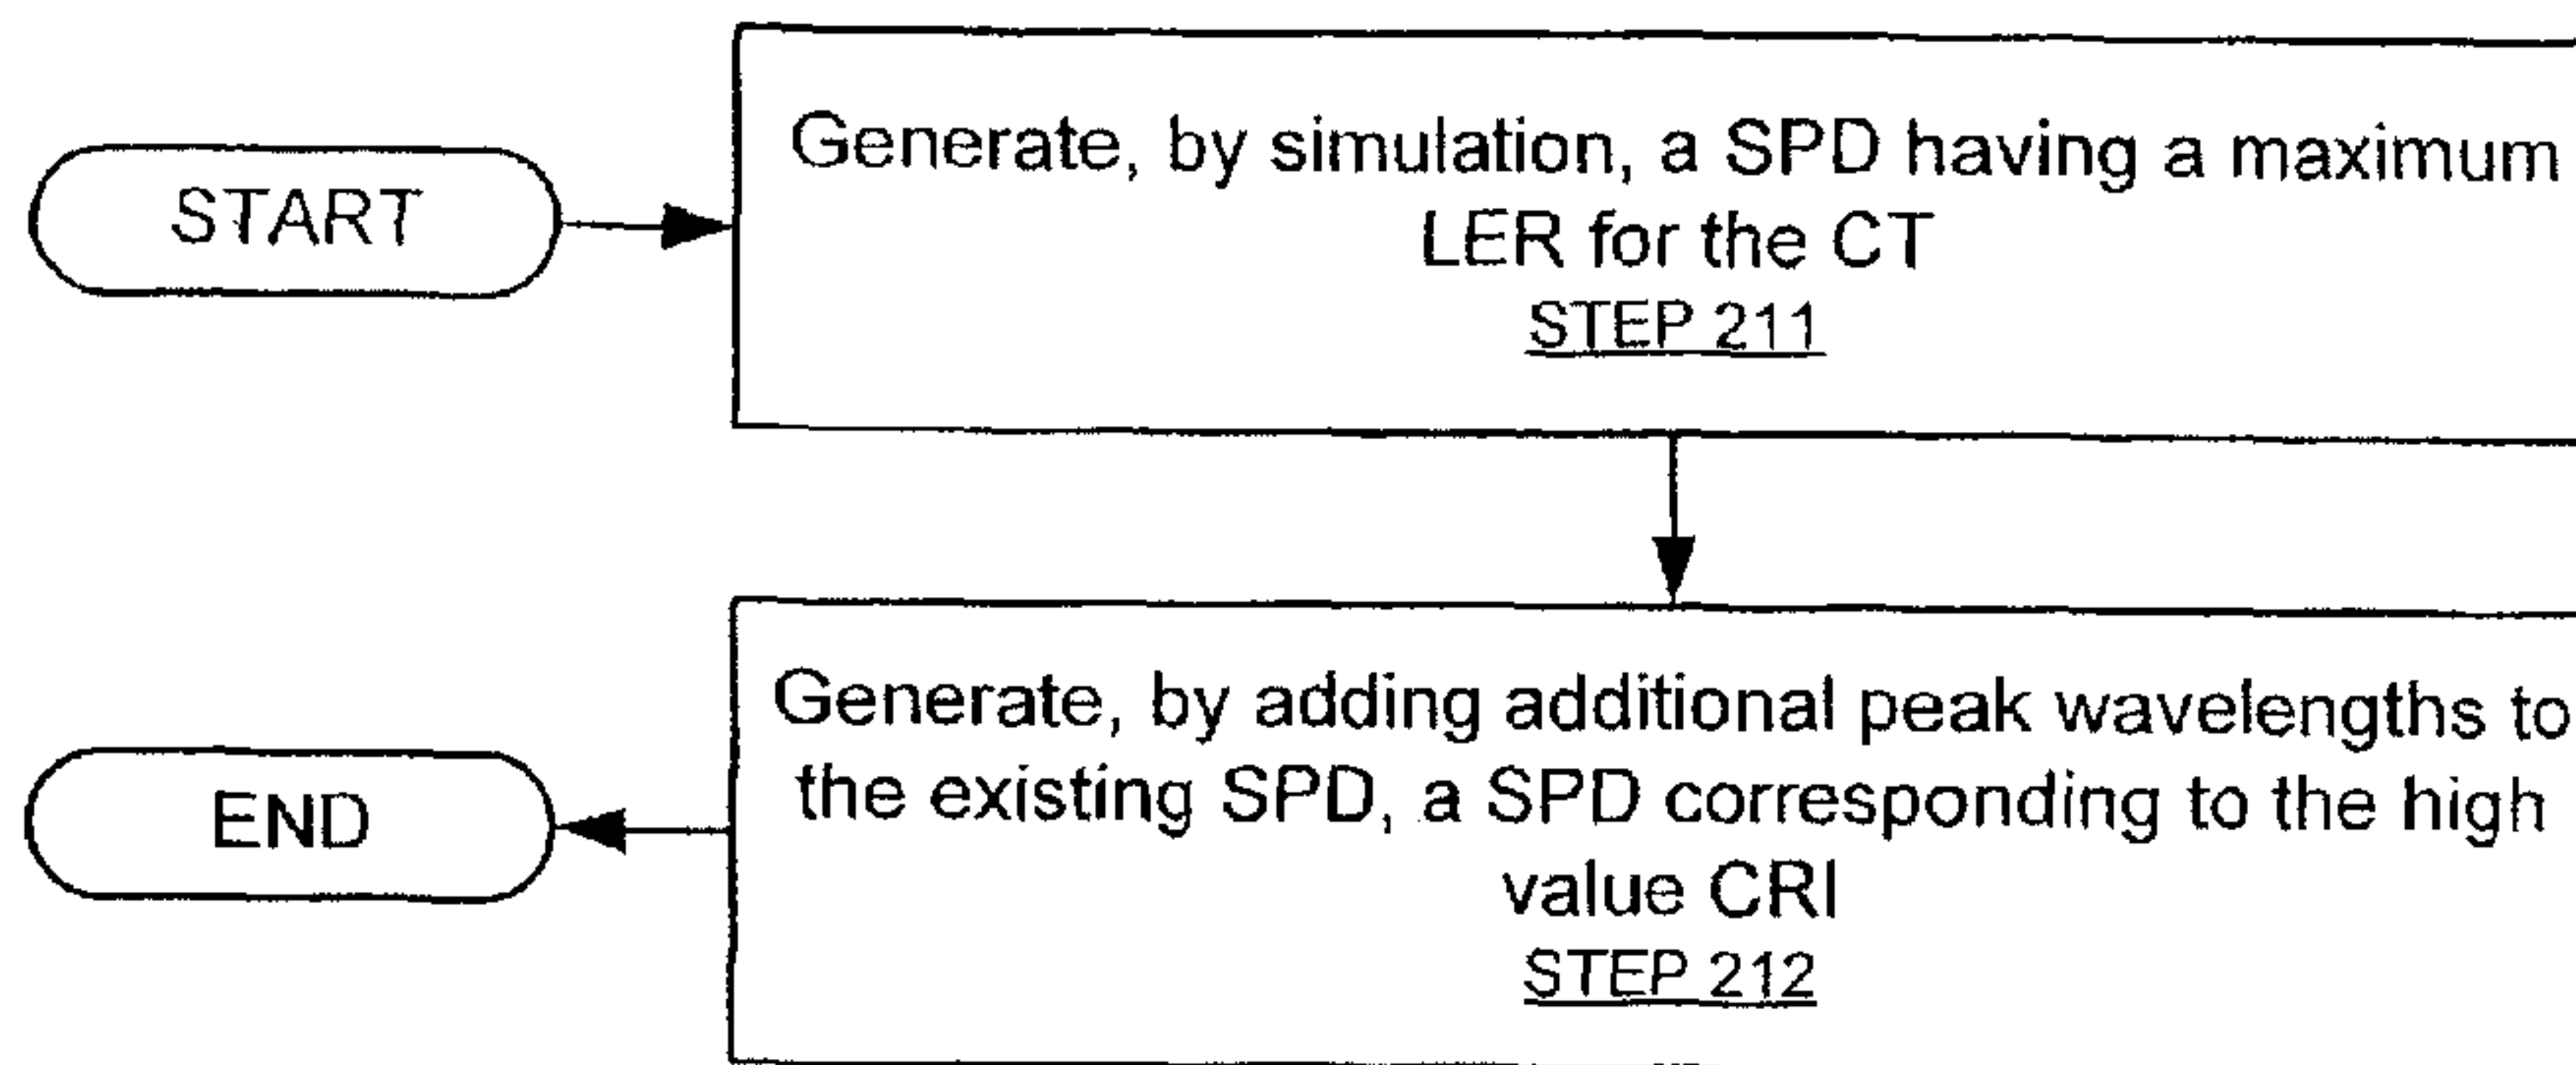 START
Generate, by simulation, a SPD having a maximum
LER for the CT
STEP 211
Generate, by adding additional peak wavelengths to
the existing SPD, a SPD corresponding to the high
value CRI
STEP 212
END